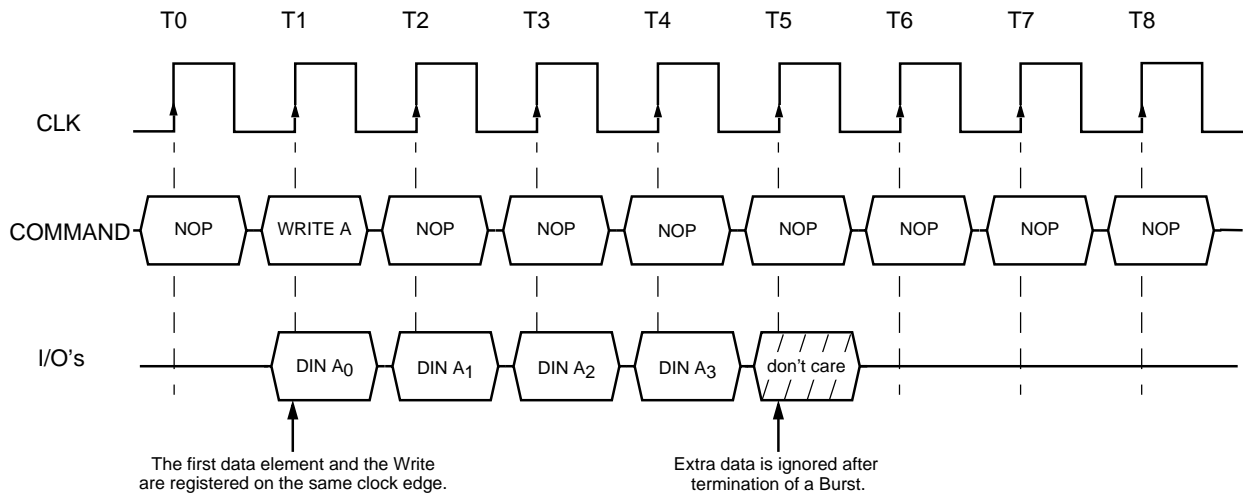 T0 T1 T2 T3 T4 T5 T6 T7 T8
CLK
COMMAND NOP WRITE A NOP NOP NOP NOP NOP NOP NOP
I/O's DIN A0 DIN A1 DIN A2 DIN A3 don't care
The first data element and the Write
are registered on the same clock edge.
Extra data is ignored after
termination of a Burst.